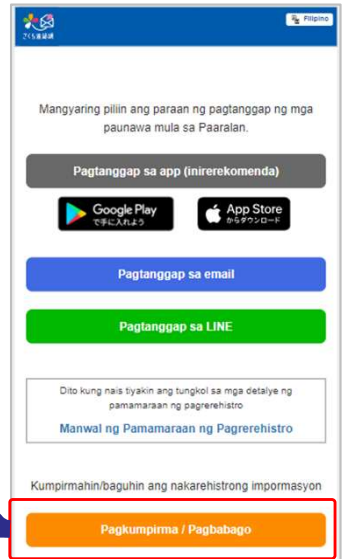 さくら連絡網
Filipino
Mangyaring piliin ang paraan ng pagtanggap ng mga
paunawa mula sa Paaralan.
Pagtanggap sa app (inirerekomenda)
Google Play
で手に入れよう
App Store
からダウンロード
Pagtanggap sa email
Pagtanggap sa LINE
Dito kung nais tiyakin ang tungkol sa mga detalye ng
pamamaraan ng pagrerehistro
Manwal ng Pamamaraan ng Pagrerehistro
Kumpirmahin/baguhin ang nakarehistrong impormasyon
Pagkumpirma / Pagbabago